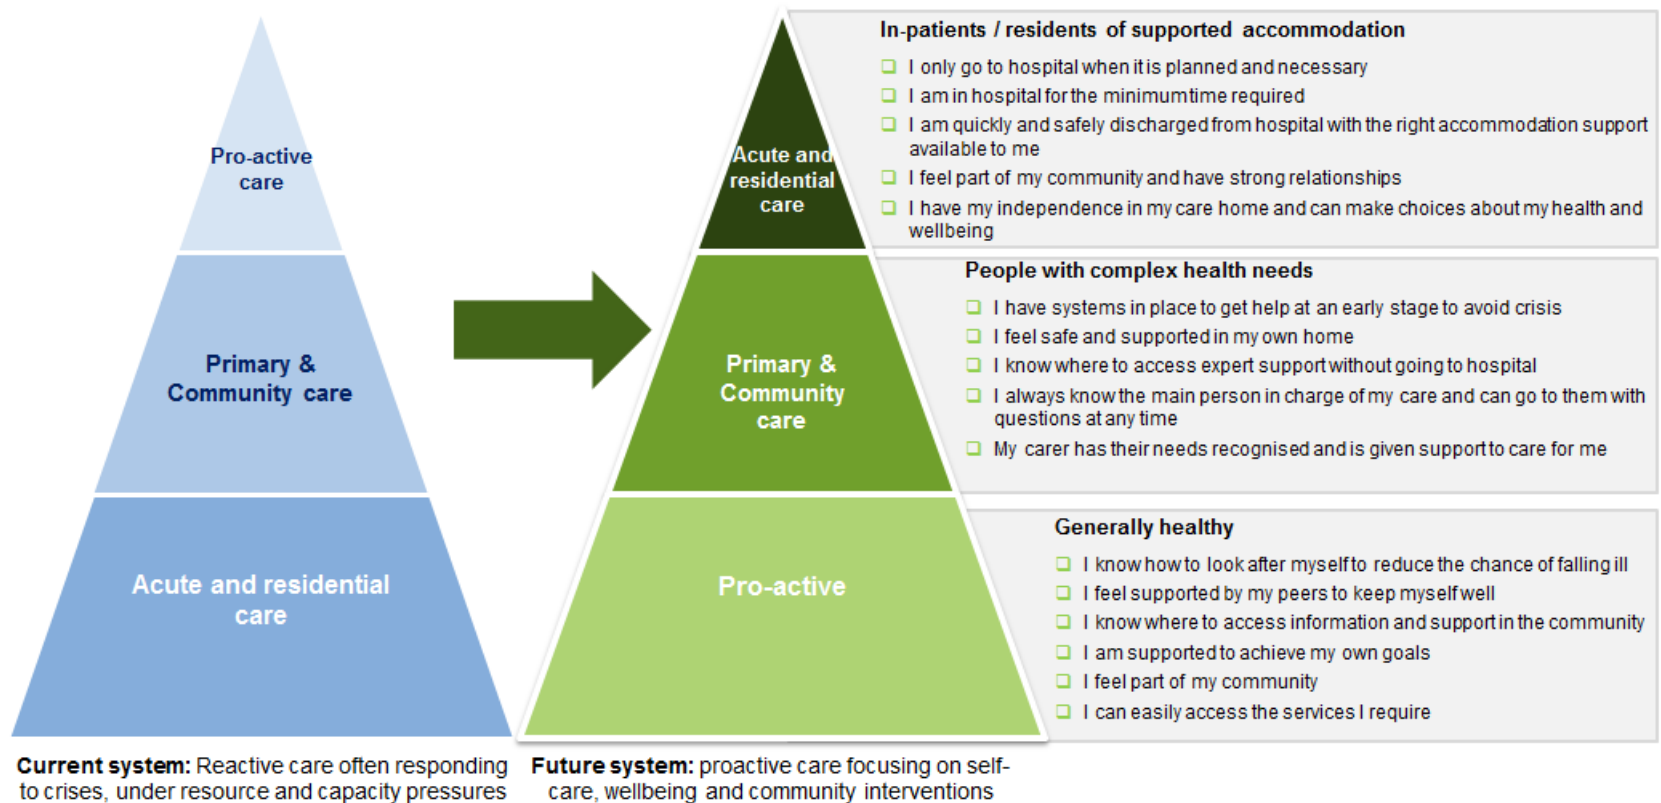 Pro-active
care
Primary &
Community care
Acute and residential
care
Current system: Reactive care often responding
to crises, under resource and capacity pressures
Acute and
residential
care
Primary &
Community
care
Pro-active
Future system: proactive care focusing on self-
care, wellbeing and community interventions
In-patients / residents of supported accommodation
I only go to hospital when it is planned and necessary
I am in hospital for the minimum time required
I am quickly and safely discharged from hospital with the right accommodation support
available to me
I feel part of my community and have strong relationships
I have my independence in my care home and can make choices about my health and
wellbeing
People with complex health needs
I have systems in place to get help at an early stage to avoid crisis
I feel safe and supported in my own home
I know where to access expert support without going to hospital
I always know the main person in charge of my care and can go to them with
questions at any time
My carer has their needs recognised and is given support to care for me
Generally healthy
I know how to look after myself to reduce the chance of falling ill
I feel supported by my peers to keep myself well
I know where to access information and support in the community
I am supported to achieve my own goals
I feel part of my community
I can easily access the services I require